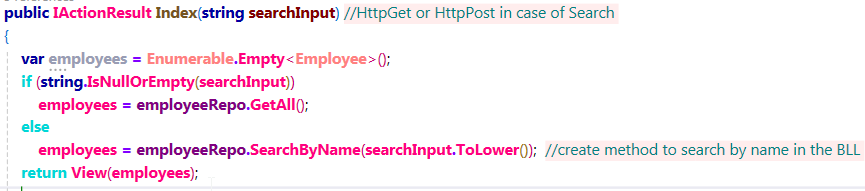 public IActionResult Index(string searchInput) //HttpGet or HttpPost in case of Search
{
var employees = Enumerable.Empty<Employee>();
if (string.IsNullOrEmpty(searchInput))
employees = employeeRepo.GetAll();
else
employees = employeeRepo.SearchByName(searchInput.ToLower()); //create method to search by name in the BLL
return View(employees);